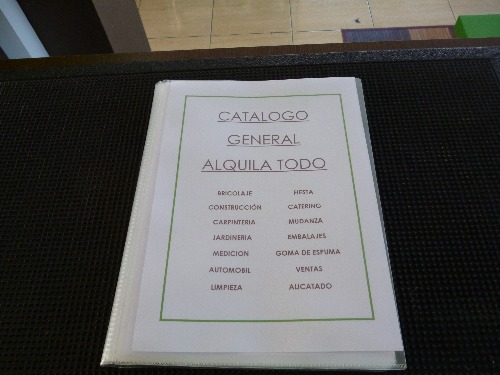 CATALOGO
GENERAL
ALQUILA TODO
BRICOLAJE
CONSTRUCCIÓN
CARPINTERIA
JARDINERIA
MEDICION
AUTOMOBIL
LIMPIEZA
FIESTA
CATERING
MUDANZA
EMBALAJES
GOMA DE ESPUMA
VENTAS
ALICATADO